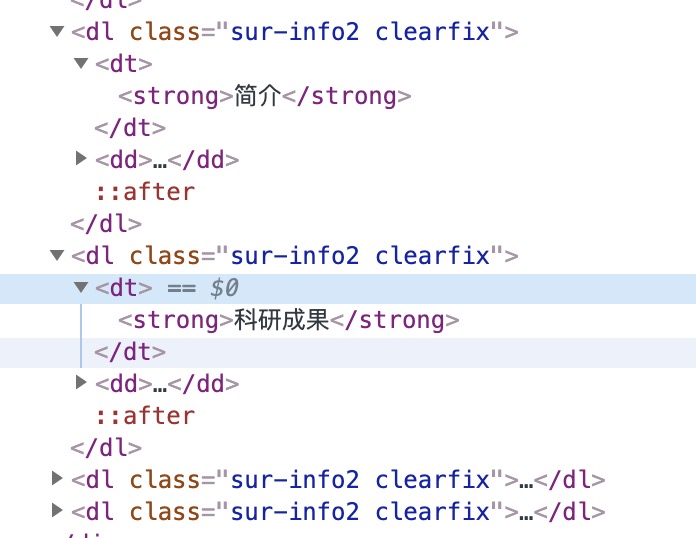 </dl>
▼<dl class="sur-info2 clearfix">
▼<dt>
<strong>简介</strong>
</dt>
▶<dd>…</dd>
::after
</dl>
▼<dl class="sur-info2 clearfix">
▼<dt> == $0
<strong>科研成果</strong>
</dt>
▶<dd>…</dd>
::after
</dl>
▶<dl class="sur-info2 clearfix">…</dl>
▶<dl class="sur-info2 clearfix">…</dl>